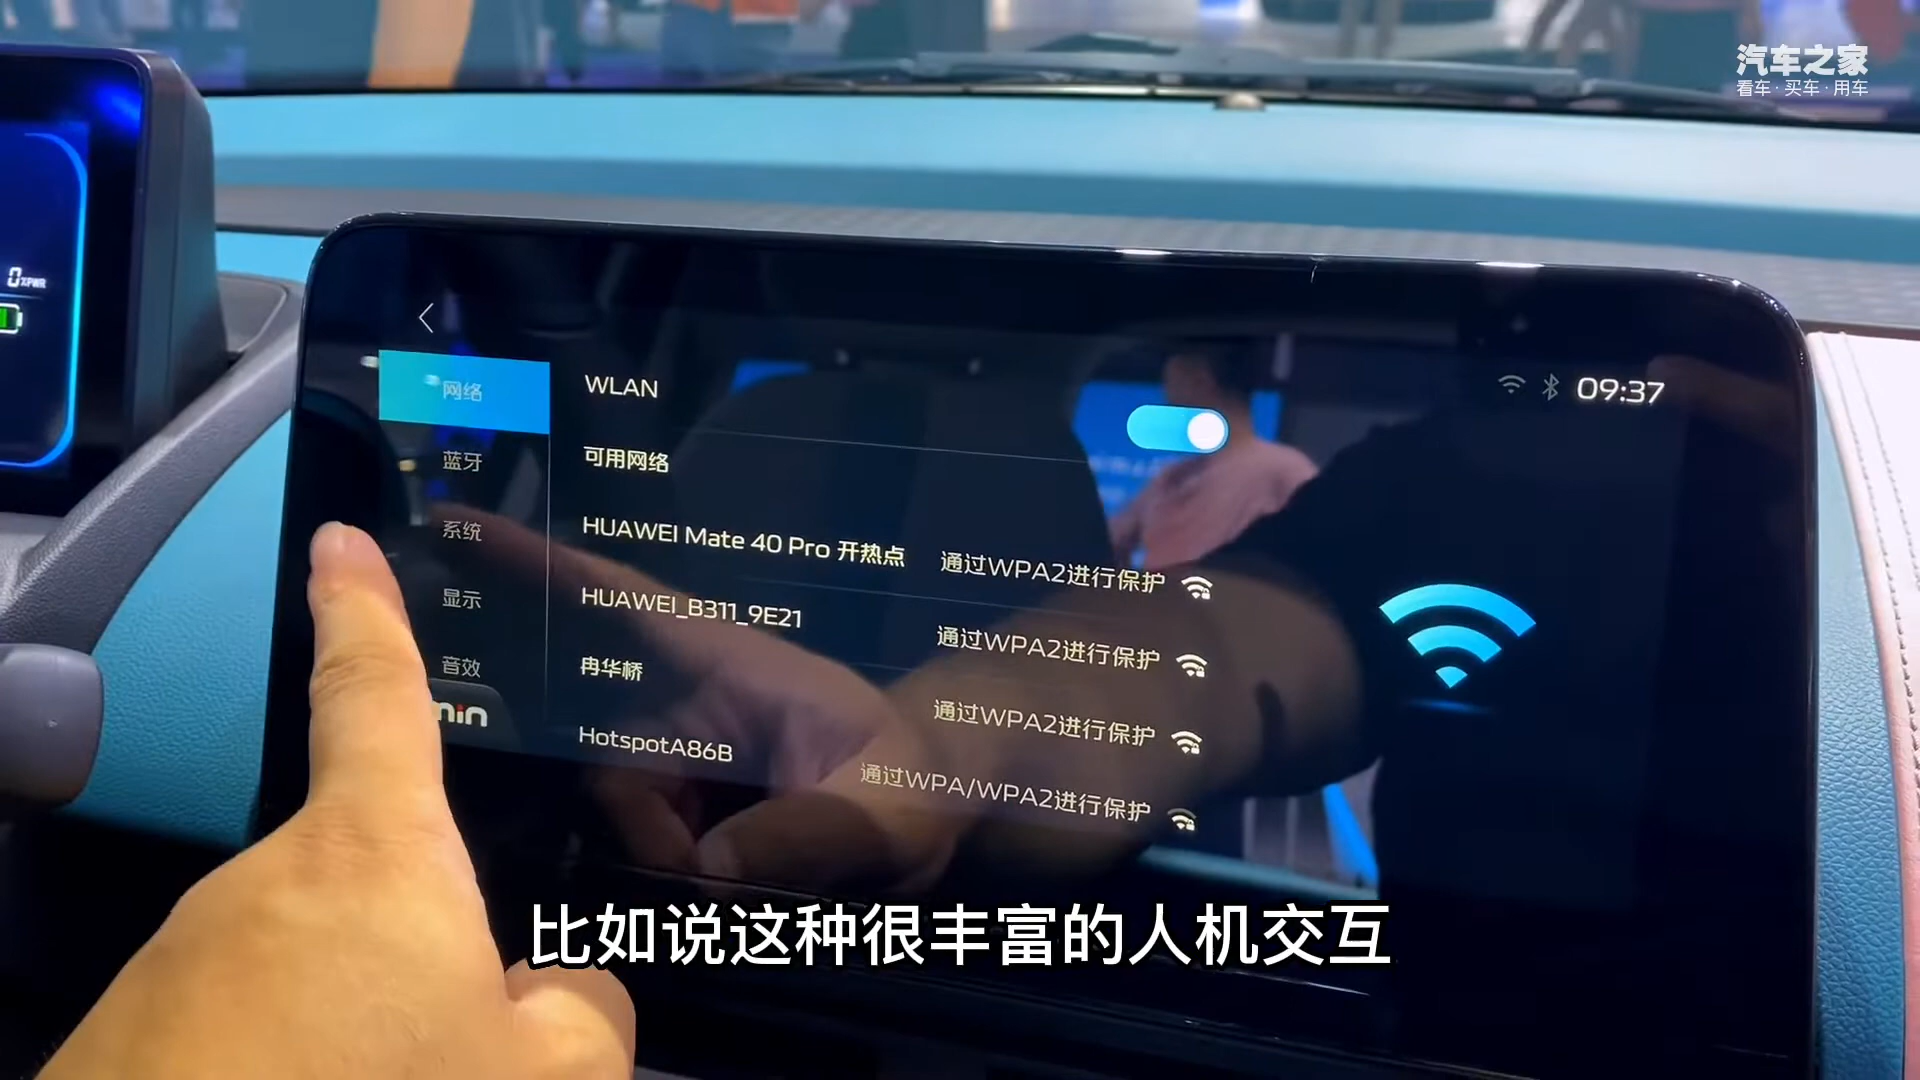 汽车之家
看车·买车·用车
0%PWR
09:37
网络
蓝牙
系统
显示
音效
min
WLAN
可用网络
HUAWEI Mate 40 Pro 开热点 通过WPA2进行保护
HUAWEI_B311_9E21 通过WPA2进行保护
冉华桥 通过WPA2进行保护
HotspotA86B 通过WPA/WPA2进行保护
比如说这种很丰富的人机交互